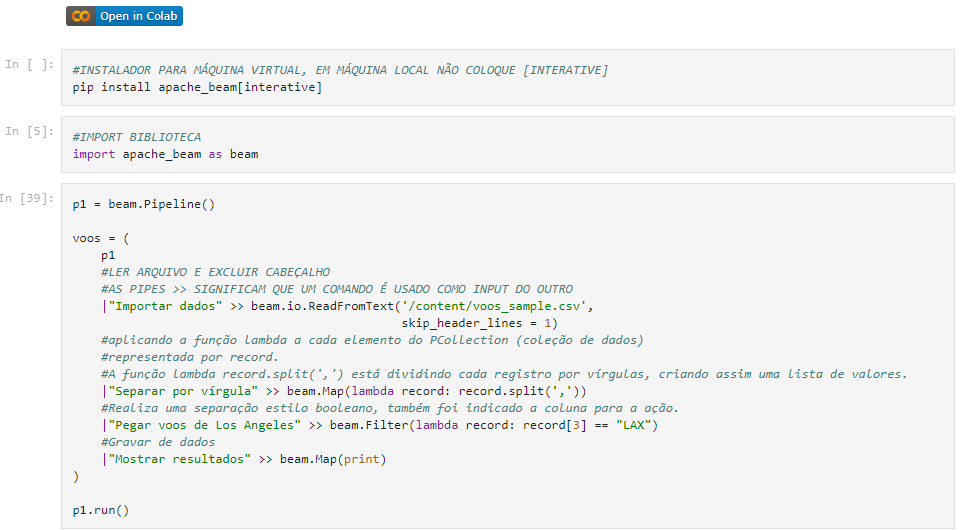 Open in Colab
In [ ]:
#INSTALADOR PARA MÁQUINA VIRTUAL, EM MÁQUINA LOCAL NÃO COLOQUE [INTERATIVE]
pip install apache_beam[interative]
In [5]:
#IMPORT BIBLIOTECA
import apache_beam as beam
In [39]:
p1 = beam.Pipeline()
voos = (
p1
#LER ARQUIVO E EXCLUIR CABEÇALHO
#AS PIPES >> SIGNIFICAM QUE UM COMANDO É USADO COMO INPUT DO OUTRO
|"Importar dados" >> beam.io.ReadFromText('/content/voos_sample.csv',
skip_header_lines = 1)
#aplicando a função lambda a cada elemento do PCollection (coleção de dados)
#representada por record.
#A função lambda record.split(',') está dividindo cada registro por vírgulas, criando assim uma lista de valores.
|"Separar por vírgula" >> beam.Map(lambda record: record.split(','))
#Realiza uma separação estilo booleano, também foi indicado a coluna para a ação.
|"Pegar voos de Los Angeles" >> beam.Filter(lambda record: record[3] == "LAX")
#Gravar de dados
|"Mostrar resultados" >> beam.Map(print)
)
p1.run()